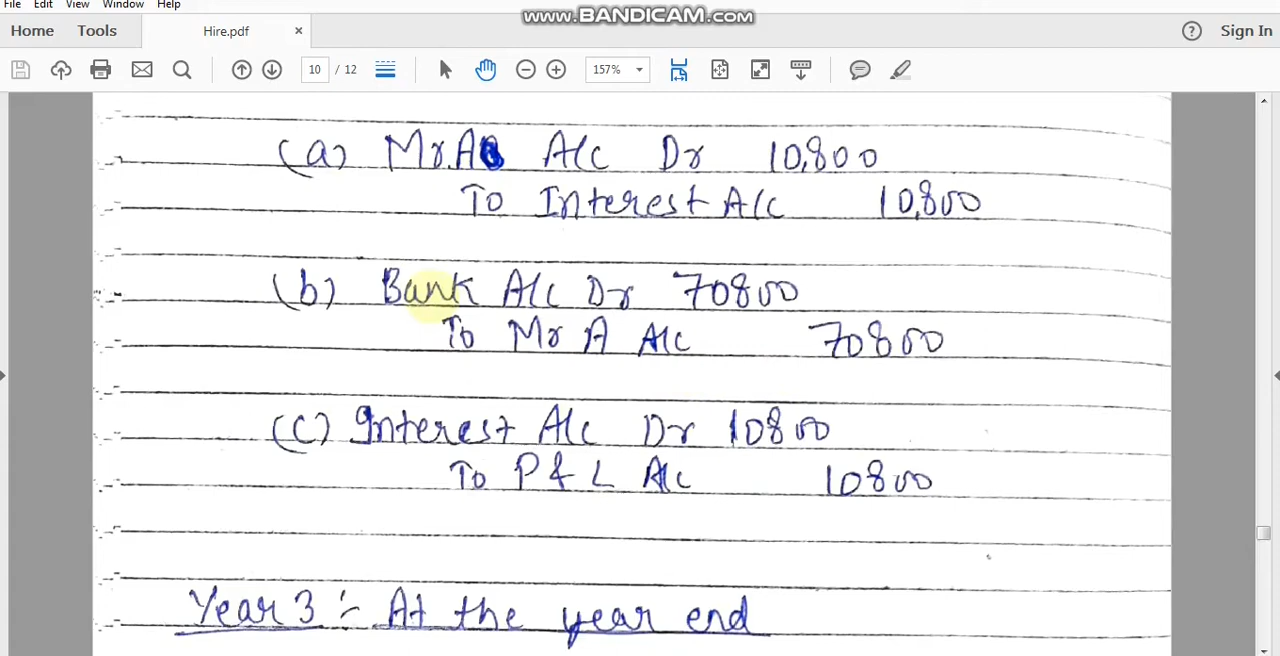 File Edit View Window Help
www.BANDICAM.com
Home Tools Hire.pdf × Sign In
10 / 12 157%
(a) Mr.A A/c Dr 10,800
To Interest A/c 10,800
(b) Bank A/c Dr 70800
To Mr A A/c 70800
(c) Interest A/c Dr 10800
To P & L A/c 10800
Year 3 :- At the year end